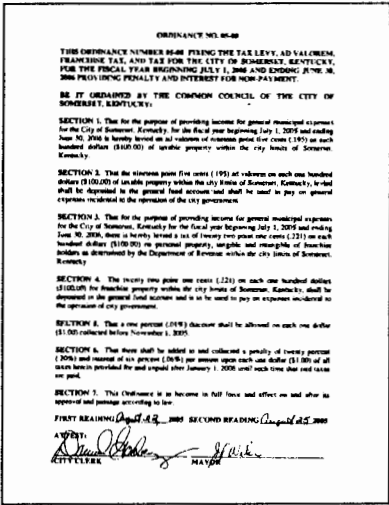 ORDINANCE NO. 05-08
THIS ORDINANCE NUMBER 05-08 FIXING THE TAX LEVY, AD VALOREM,
FRANCHISE TAX, AND TAX FOR THE CITY OF SOMERSET, KENTUCKY,
FOR THE FISCAL YEAR BEGINNING JULY 1, 2005 AND ENDING JUNE 30,
2006 PROVIDING PENALTY AND INTEREST FOR NON-PAYMENT.
BE IT ORDAINED BY THE COMMON COUNCIL OF THE CITY OF
SOMERSET, KENTUCKY:
SECTION 1. That for the purpose of providing income for general municipal expenses
for the City of Somerset, Kentucky, for the fiscal year beginning July 1, 2005 and ending
June 30, 2006, is hereby levied an ad valorem of nineteen point five cents (.195) on each
hundred dollars ($100.00) of taxable property within the city limits of Somerset,
Kentucky.
SECTION 2. That the nineteen point five cents (.195) ad valorem on each one hundred
dollars ($100.00) of taxable property within the city limits of Somerset, Kentucky, levied
shall be deposited in the general fund account and shall be used to pay on general
expenses incidental to the operation of the city government.
SECTION 3. That for the purpose of providing income for general municipal expenses
for the City of Somerset, Kentucky for the fiscal year beginning July 1, 2005 and ending
June 30, 2006, there is hereby levied a tax of twenty two point one cents (.221) on each
hundred dollars ($100.00) on personal property, tangible and intangible of franchise
holders as determined by the Department of Revenue within the city limits of Somerset,
Kentucky
SECTION 4. The twenty two point one cents (.221) on each one hundred dollars
($100.00) for franchise property within the city limits of Somerset, Kentucky, shall be
deposited in the general fund account and is to be used to pay on expenses incidental to
the operation of city government.
SECTION 5. That a one percent (.01%) discount shall be allowed on each one dollar
($1.00) collected before November 1, 2005.
SECTION 6. That there shall be added to and collected a penalty of twenty percent
(.20%) and interest of six percent (.06%) per annum upon each one dollar ($1.00) of all
taxes herein provided for and unpaid after January 1, 2006 until such time that said taxes
are paid.
SECTION 7. This Ordinance is to become in full force and effect on and after its
approval and passage according to law.
FIRST READING August 22, 2005 SECOND READING August 25 2005
ATTEST:
CITY CLERK MAYOR